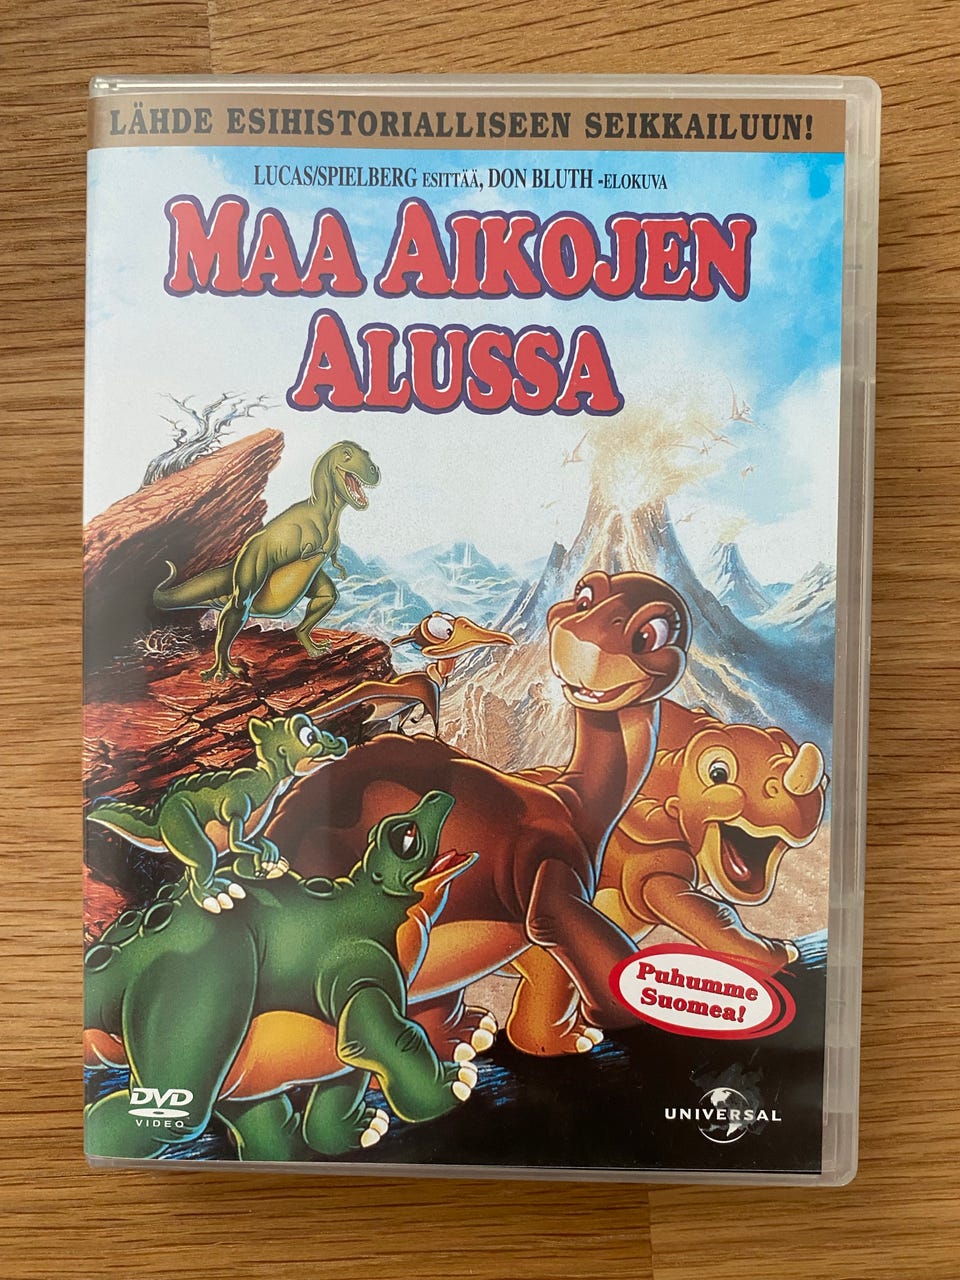 LÄHDE ESIHISTORIALLISEEN SEIKKAILUUN!
LUCAS/SPIELBERG ESITTÄÄ, DON BLUTH -ELOKUVA
MAA AIKOJEN
ALUSSA
Puhumme
Suomea!
DVD
VIDEO
UNIVERSAL